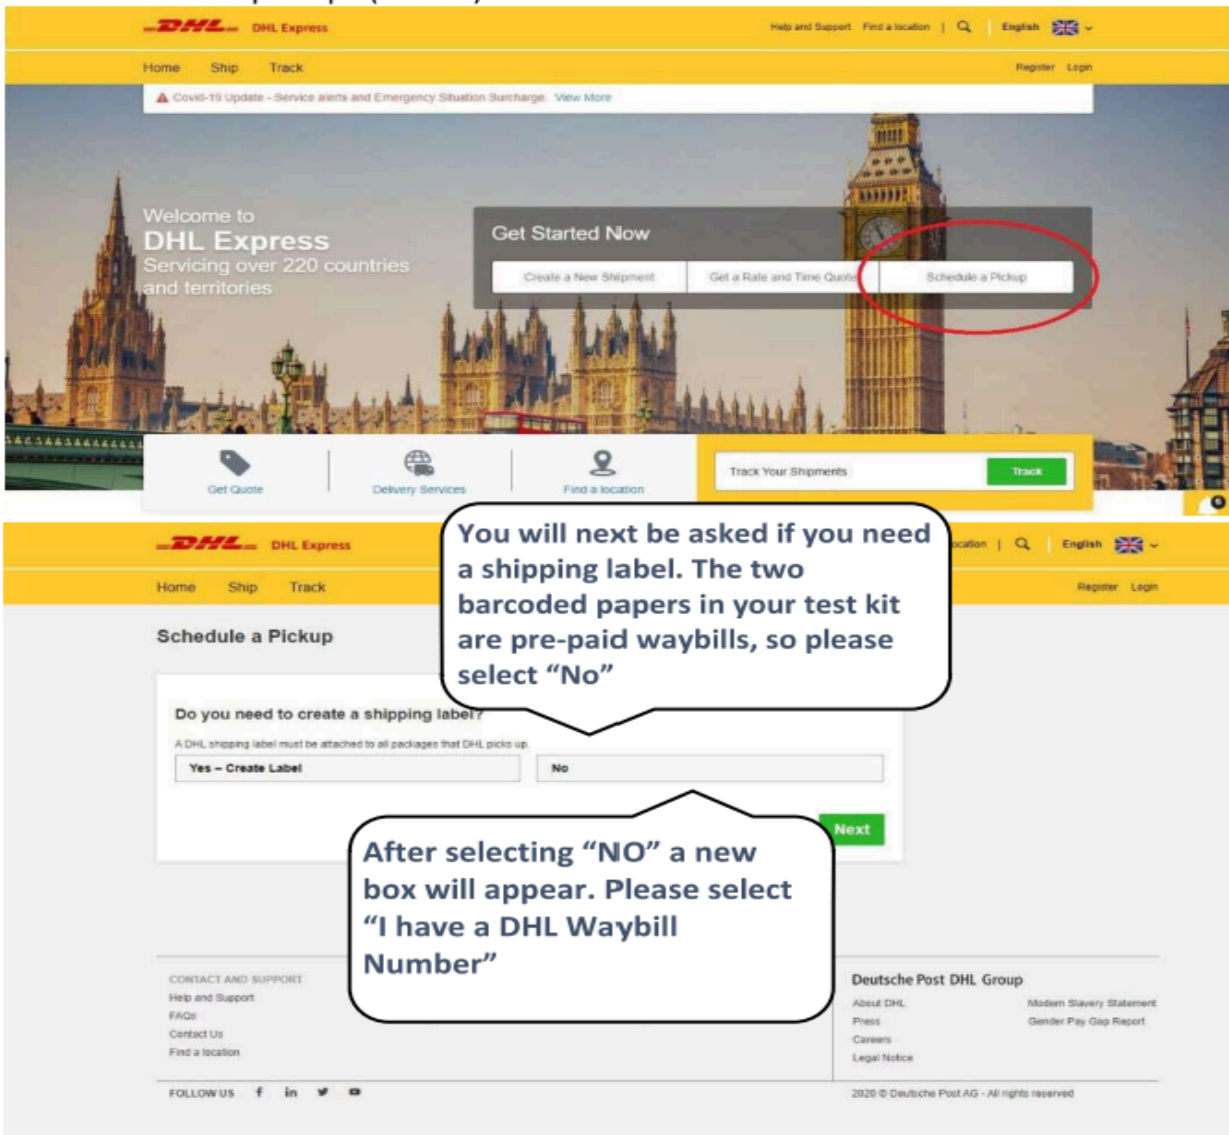 DHL DHL Express
Help and Support Find a location | English
Home Ship Track
Register Login
Covid-19 Update - Service alerts and Emergency Situation Surcharge. View More
Welcome to
DHL Express
Servicing over 220 countries
and territories
Get Started Now
Create a New Shipment
Get a Rate and Time Quote
Schedule a Pickup
Get Quote
Delivery Services
Find a location
Track Your Shipments
Track
6
DHL DHL Express
ocation | English
Home Ship Track
Register Login
You will next be asked if you need
a shipping label. The two
barcoded papers in your test kit
are pre-paid waybills, so please
select “No”
Schedule a Pickup
Do you need to create a shipping label?
A DHL shipping label must be attached to all packages that DHL picks up.
Yes – Create Label
No
Next
After selecting “NO” a new
box will appear. Please select
“I have a DHL Waybill
Number”
CONTACT AND SUPPORT
Help and Support
FAQs
Contact Us
Find a location
Deutsche Post DHL Group
About DHL
Press
Careers
Legal Notice
Modern Slavery Statement
Gender Pay Gap Report
FOLLOW US
2020 © Deutsche Post AG - All rights reserved